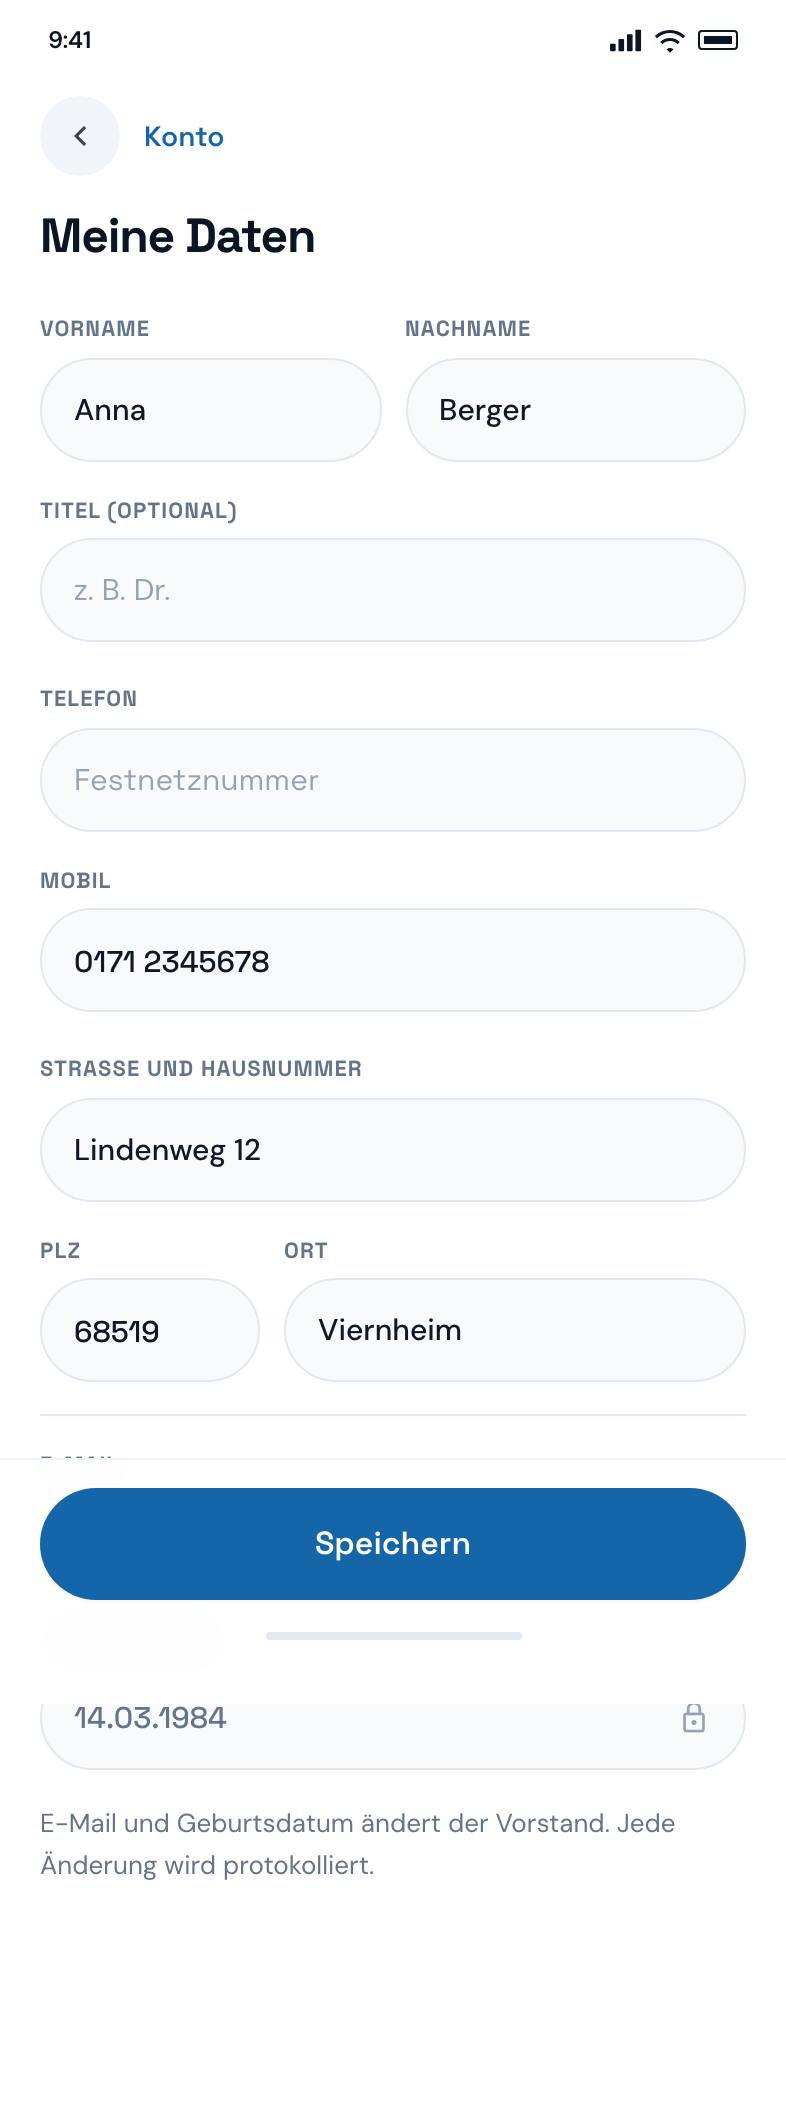 9:41
Konto
Meine Daten
VORNAME
NACHNAME
Anna
Berger
TITEL (OPTIONAL)
z. B. Dr.
TELEFON
Festnetznummer
MOBIL
0171 2345678
STRASSE UND HAUSNUMMER
Lindenweg 12
PLZ
ORT
68519
Viernheim
Speichern
14.03.1984
E-Mail und Geburtsdatum ändert der Vorstand. Jede
Änderung wird protokolliert.